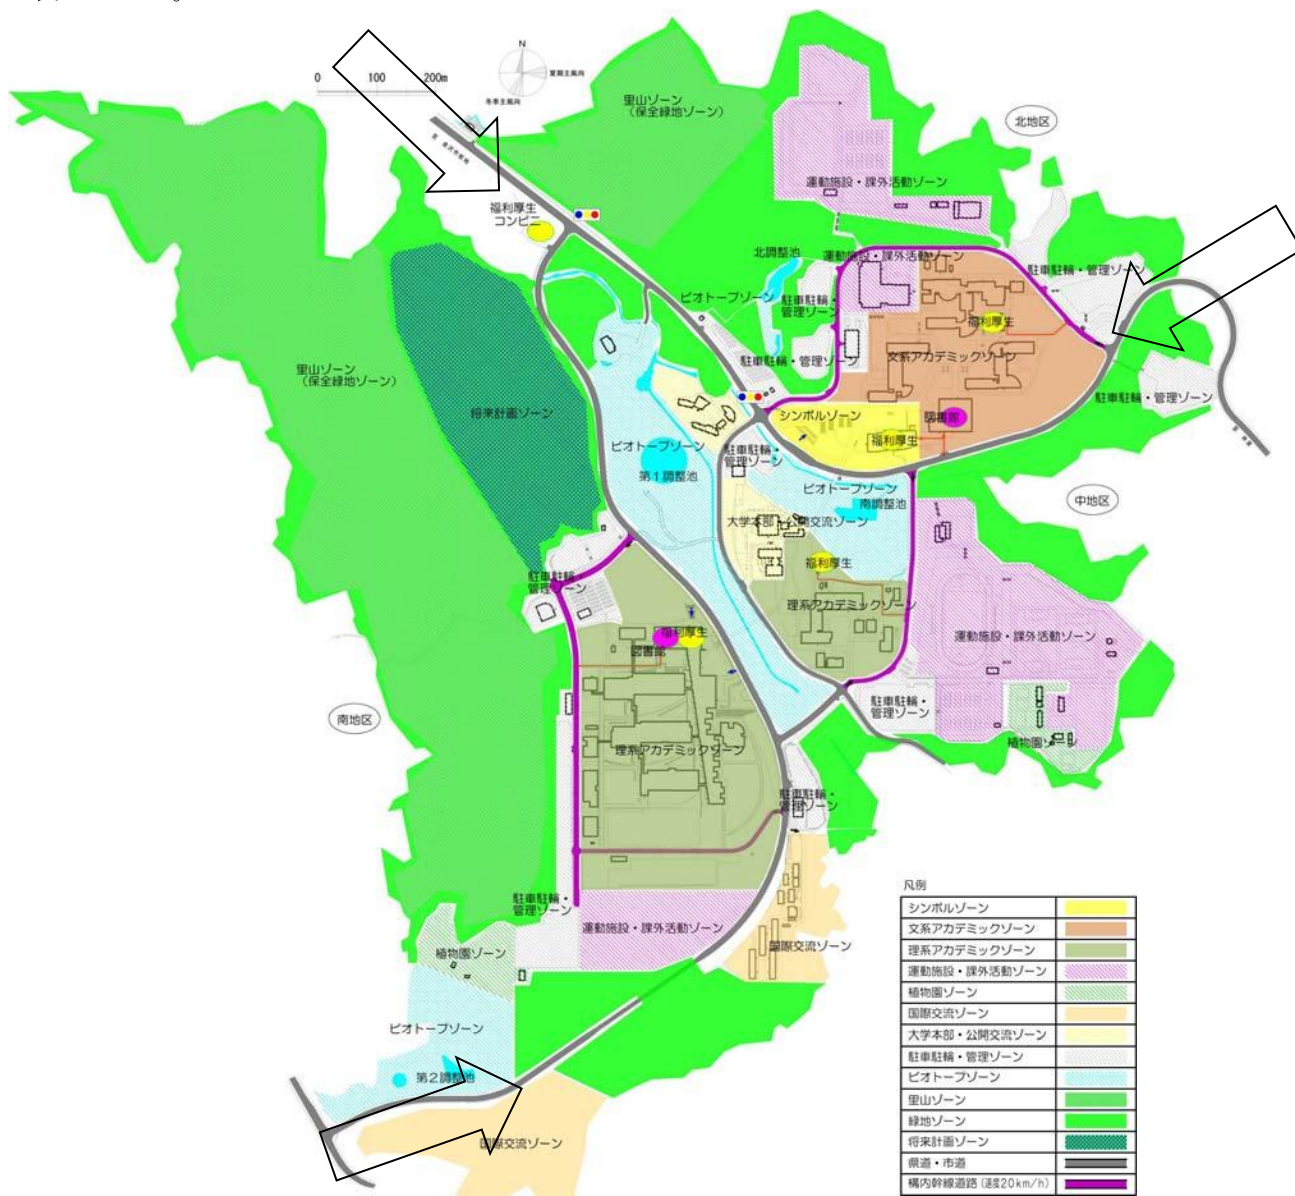 N
0 100 200m
夏期主風向
冬季主風向
里山ゾーン
(保全緑地ゾーン)
北地区
至 金沢市街地
運動施設・課外活動ゾーン
福利厚生
コンビニ
北調整池
運動施設・課外活動ゾーン
駐車駐輪・管理ゾーン
ビオトープゾーン
駐車駐輪・
管理ゾーン
福利厚生
駐車駐輪・管理ゾーン
文系アカデミックゾーン
里山ゾーン
(保全緑地ゾーン)
駐車駐輪・管理ゾーン
将来計画ゾーン
シンボルゾーン
図書館
福利厚生
ビオトープゾーン
駐車駐輪・
管理ゾーン
第1調整池
ビオトープゾーン
南調整池
中地区
大学本部・公開交流ゾーン
福利厚生
駐車駐輪・
管理ゾーン
理系アカデミックゾーン
福利厚生
図書館
運動施設・課外活動ゾーン
南地区
駐車駐輪・
管理ゾーン
理系アカデミックゾーン
植物園ゾーン
駐車駐輪・
管理ゾーン
駐車駐輪・
管理ゾーン
運動施設・課外活動ゾーン
植物園ゾーン
国際交流ゾーン
ビオトープゾーン
第2調整池
国際交流ゾーン
凡例
シンボルゾーン
文系アカデミックゾーン
理系アカデミックゾーン
運動施設・課外活動ゾーン
植物園ゾーン
国際交流ゾーン
大学本部・公開交流ゾーン
駐車駐輪・管理ゾーン
ビオトープゾーン
里山ゾーン
緑地ゾーン
将来計画ゾーン
県道・市道
構内幹線道路 (速度20km/h)